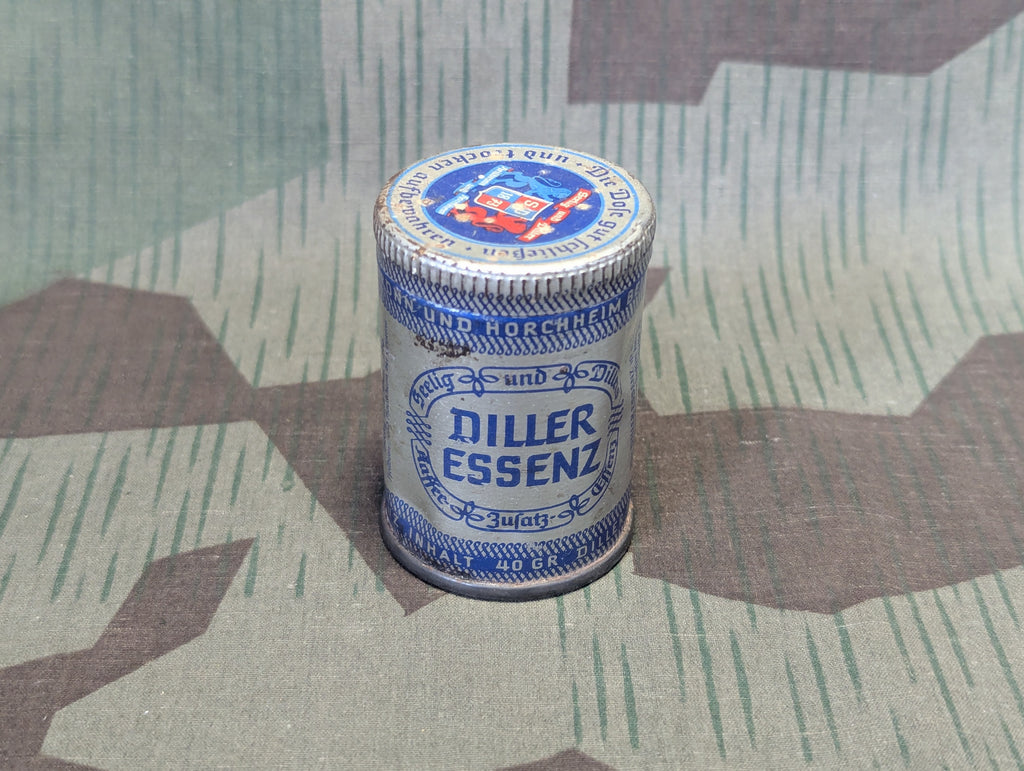 Die Dose gut schließen
und trocken aufbewahren
S
UND HORCHHEIM
Seelig und Diller
DILLER
ESSENZ
Kaffee Zusatz-Essenz
INHALT 40 GR.